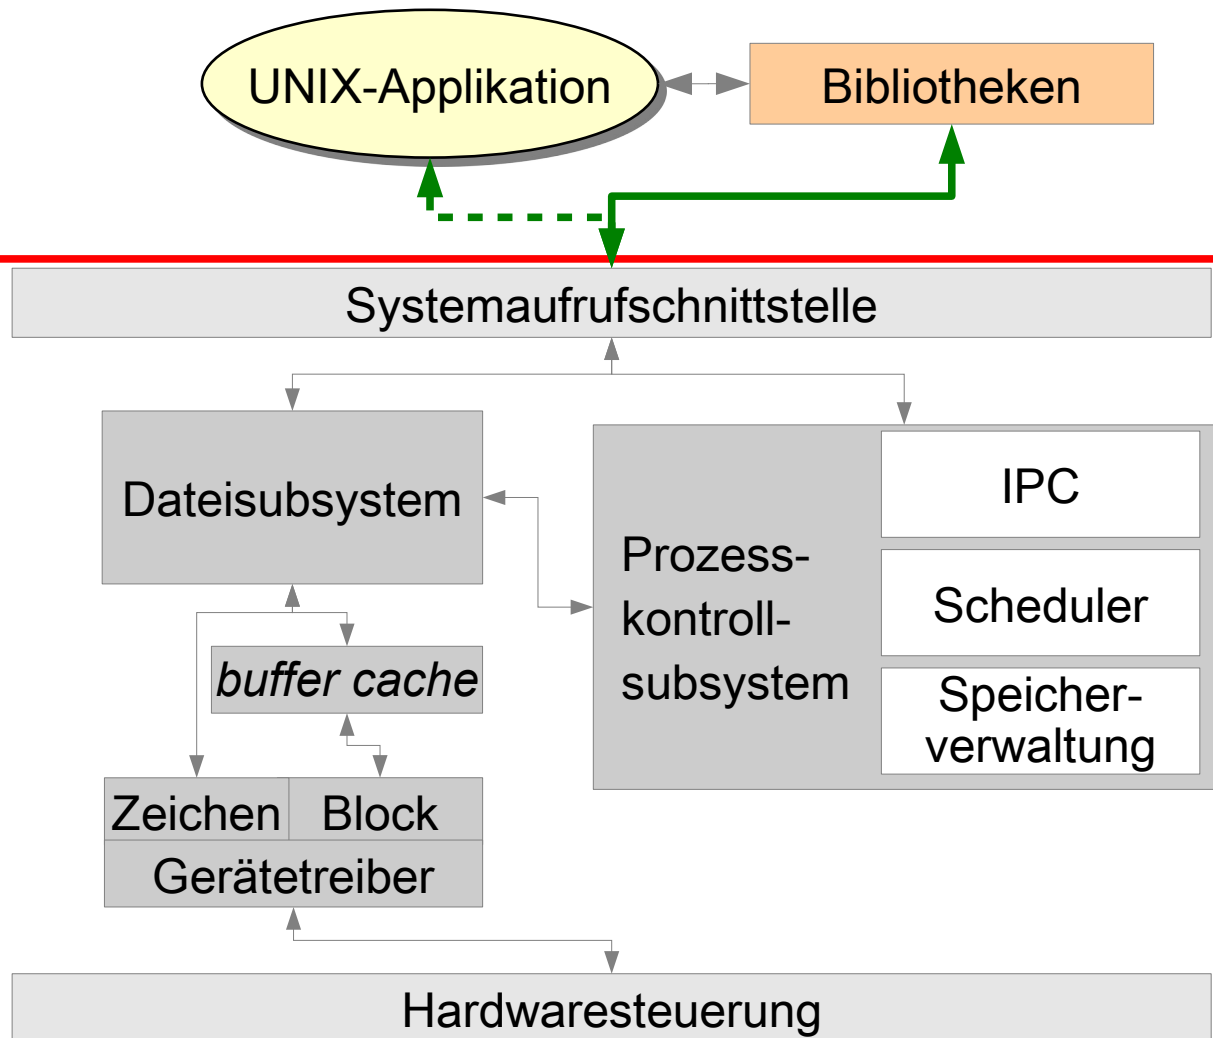 UNIX-Applikation
Bibliotheken
Systemaufrufschnittstelle
Dateisubsystem
buffer cache
Zeichen
Block
Gerätetreiber
Prozess-
kontroll-
subsystem
IPC
Scheduler
Speicher-
verwaltung
Hardwaresteuerung